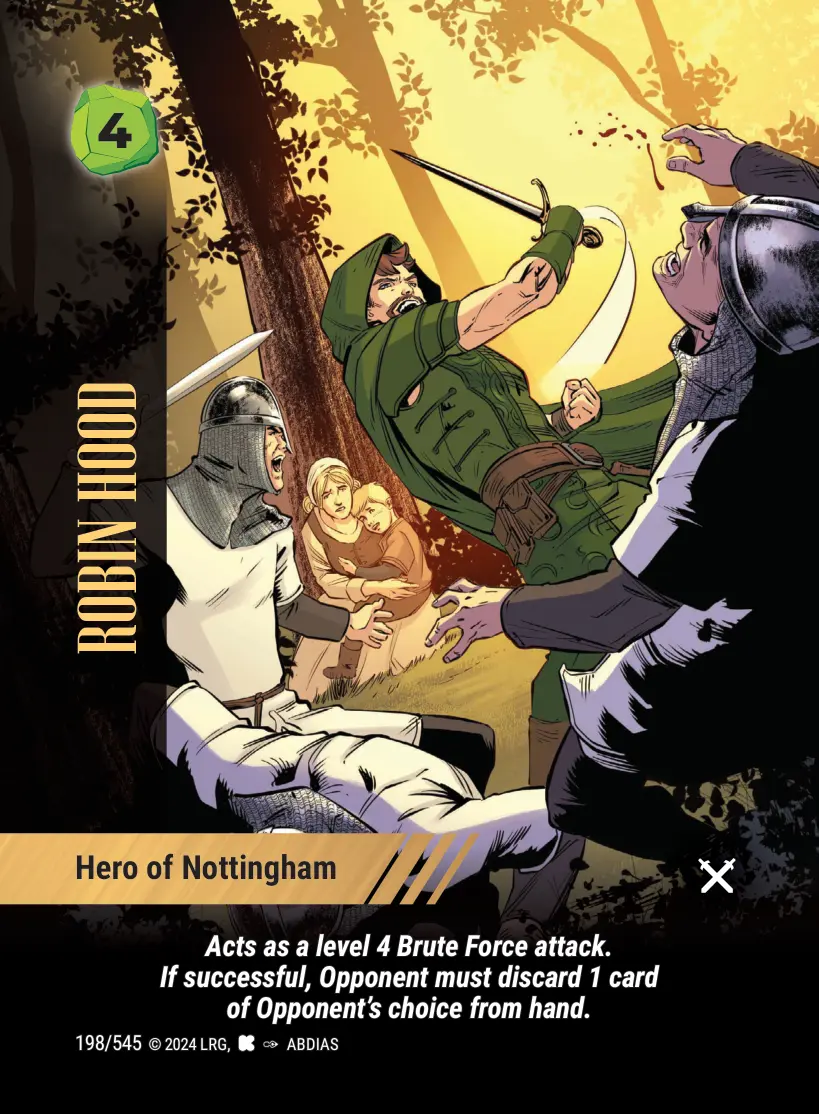 4
ROBIN HOOD
Hero of Nottingham
Acts as a level 4 Brute Force attack.
If successful, Opponent must discard 1 card
of Opponent’s choice from hand.
198/545 © 2024 LRG, ABDIAS